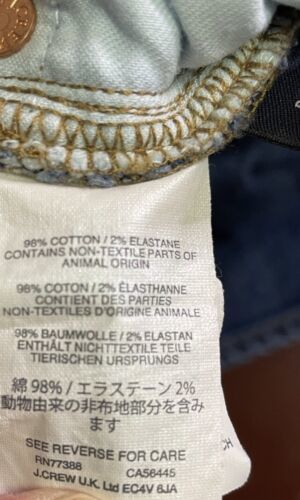 98% COTTON / 2% ELASTANE
CONTAINS NON-TEXTILE PARTS OF
ANIMAL ORIGIN
98% COTON / 2% ÉLASTHANNE
CONTIENT DES PARTIES
NON-TEXTILES D'ORIGINE ANIMALE
98% BAUMWOLLE / 2% ELASTAN
ENTHÄLT NICHTTEXTILE TEILE
TIERISCHEN URSPRUNGS
綿 98% / エラステーン 2%
動物由来の非布地部分を含み
ます
SEE REVERSE FOR CARE
RN77388 CA56445
J.CREW U.K. Ltd EC4V 6JA
HK